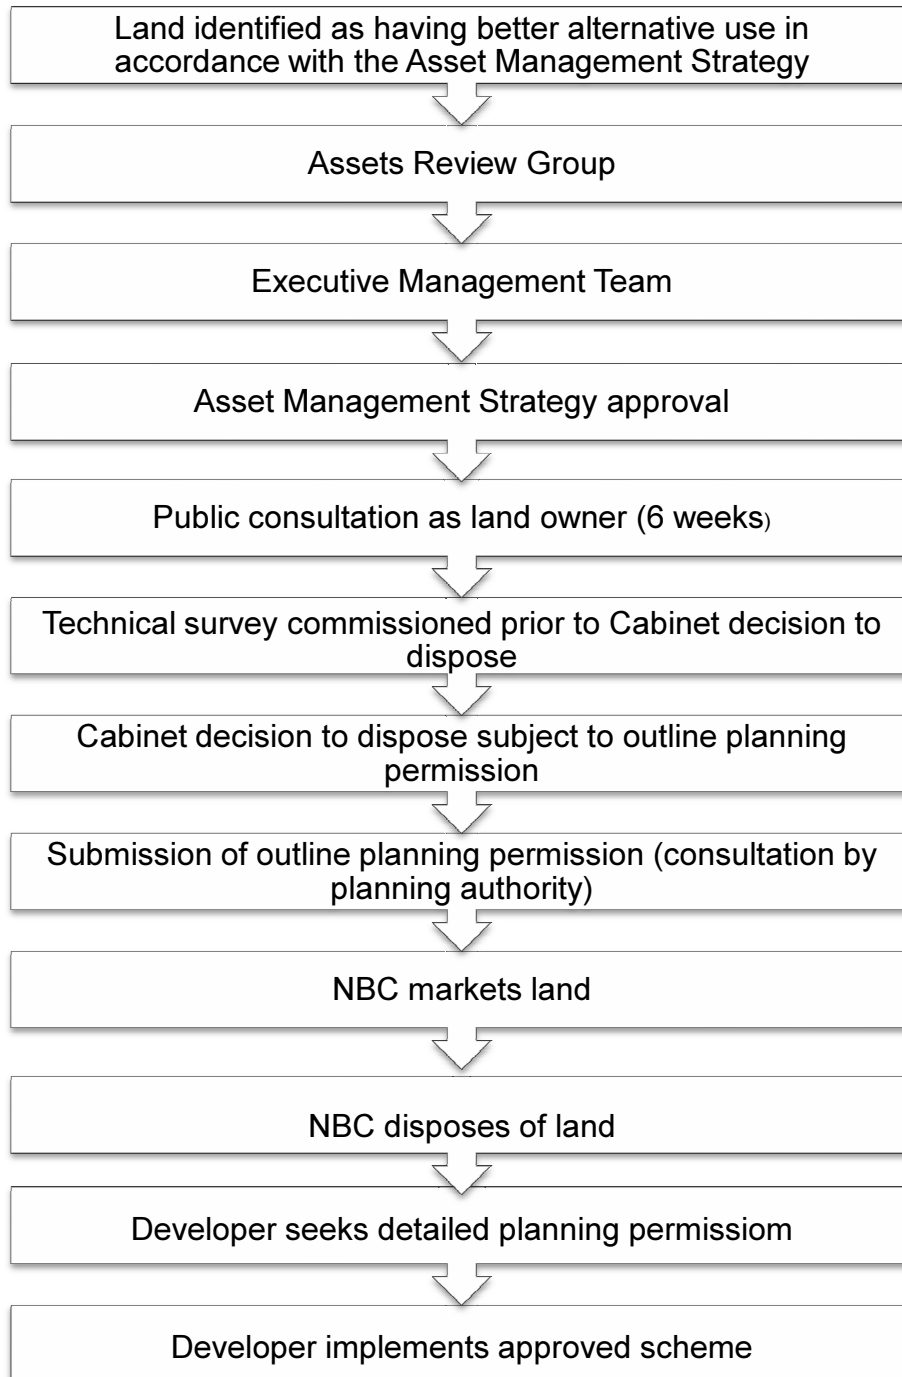 Land identified as having better alternative use in
accordance with the Asset Management Strategy
Assets Review Group
Executive Management Team
Asset Management Strategy approval
Public consultation as land owner (6 weeks)
Technical survey commissioned prior to Cabinet decision to
dispose
Cabinet decision to dispose subject to outline planning
permission
Submission of outline planning permission (consultation by
planning authority)
NBC markets land
NBC disposes of land
Developer seeks detailed planning permissiom
Developer implements approved scheme